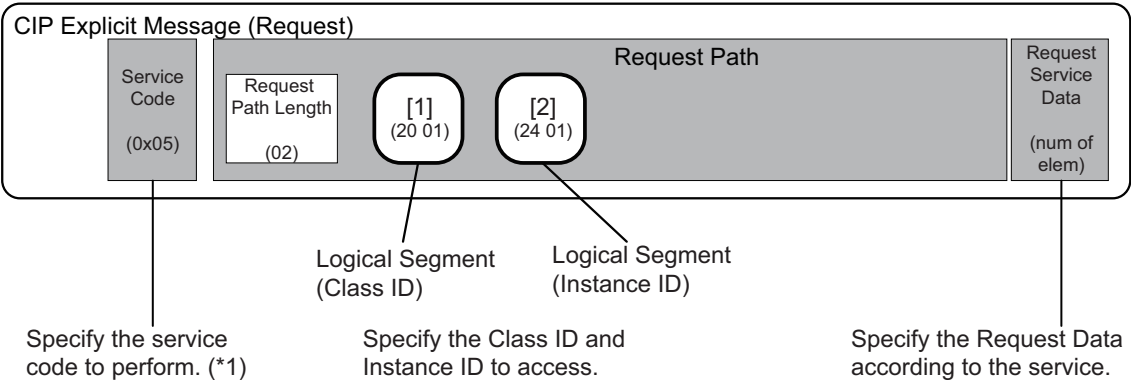 CIP Explicit Message (Request)
Service
Code
(0x05)
Request Path
Request
Path Length
(02)
[1]
(20 01)
[2]
(24 01)
Request
Service
Data
(num of
elem)
Logical Segment
(Class ID)
Logical Segment
(Instance ID)
Specify the service
code to perform. (*1)
Specify the Class ID and
Instance ID to access.
Specify the Request Data
according to the service.